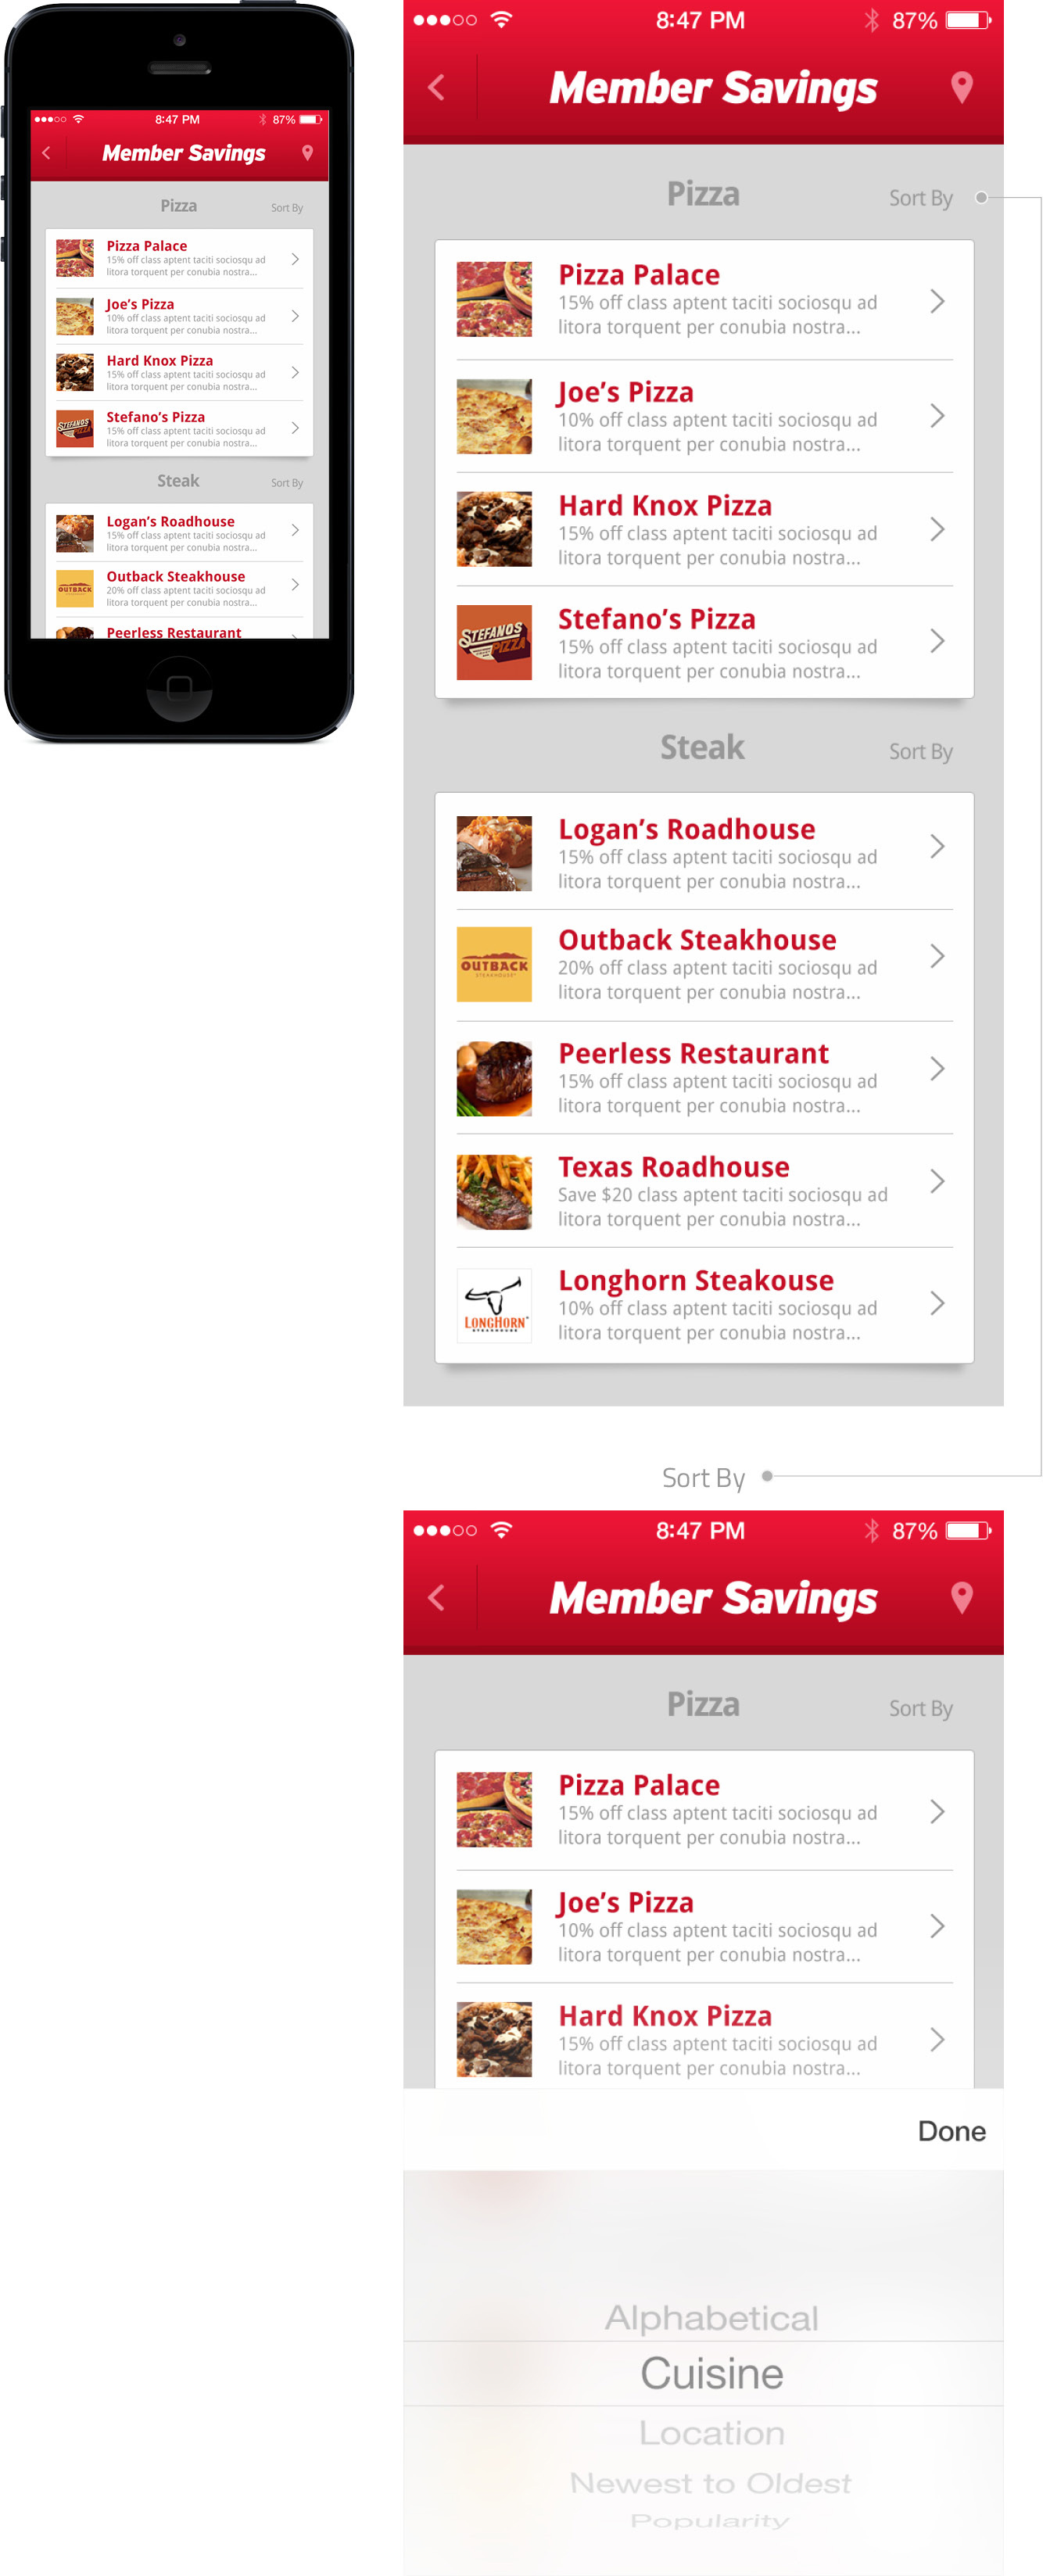 8:47 PM 87%
Member Savings
Pizza Sort By
Pizza Palace
15% off class aptent taciti sociosqu ad
litora torquent per conubia nostra...
Joe's Pizza
10% off class aptent taciti sociosqu ad
litora torquent per conubia nostra...
Hard Knox Pizza
15% off class aptent taciti sociosqu ad
litora torquent per conubia nostra...
Stefano's Pizza
15% off class aptent taciti sociosqu ad
litora torquent per conubia nostra...
STEFANOS
PIZZA
Steak Sort By
Logan's Roadhouse
15% off class aptent taciti sociosqu ad
litora torquent per conubia nostra...
Outback Steakhouse
20% off class aptent taciti sociosqu ad
litora torquent per conubia nostra...
OUTBACK
Peerless Restaurant
8:47 PM 87%
Member Savings
Pizza Sort By
Pizza Palace
15% off class aptent taciti sociosqu ad
litora torquent per conubia nostra...
Joe's Pizza
10% off class aptent taciti sociosqu ad
litora torquent per conubia nostra...
Hard Knox Pizza
15% off class aptent taciti sociosqu ad
litora torquent per conubia nostra...
STEFANOS
PIZZA
Stefano's Pizza
15% off class aptent taciti sociosqu ad
litora torquent per conubia nostra...
Steak Sort By
Logan's Roadhouse
15% off class aptent taciti sociosqu ad
litora torquent per conubia nostra...
OUTBACK
STEAKHOUSE
Outback Steakhouse
20% off class aptent taciti sociosqu ad
litora torquent per conubia nostra...
Peerless Restaurant
15% off class aptent taciti sociosqu ad
litora torquent per conubia nostra...
Texas Roadhouse
Save $20 class aptent taciti sociosqu ad
litora torquent per conubia nostra...
LONGHORN
STEAKHOUSE
Longhorn Steakouse
10% off class aptent taciti sociosqu ad
litora torquent per conubia nostra...
Sort By
8:47 PM 87%
Member Savings
Pizza Sort By
Pizza Palace
15% off class aptent taciti sociosqu ad
litora torquent per conubia nostra...
Joe's Pizza
10% off class aptent taciti sociosqu ad
litora torquent per conubia nostra...
Hard Knox Pizza
15% off class aptent taciti sociosqu ad
litora torquent per conubia nostra...
Done
Alphabetical
Cuisine
Location
Newest to Oldest
Popularity